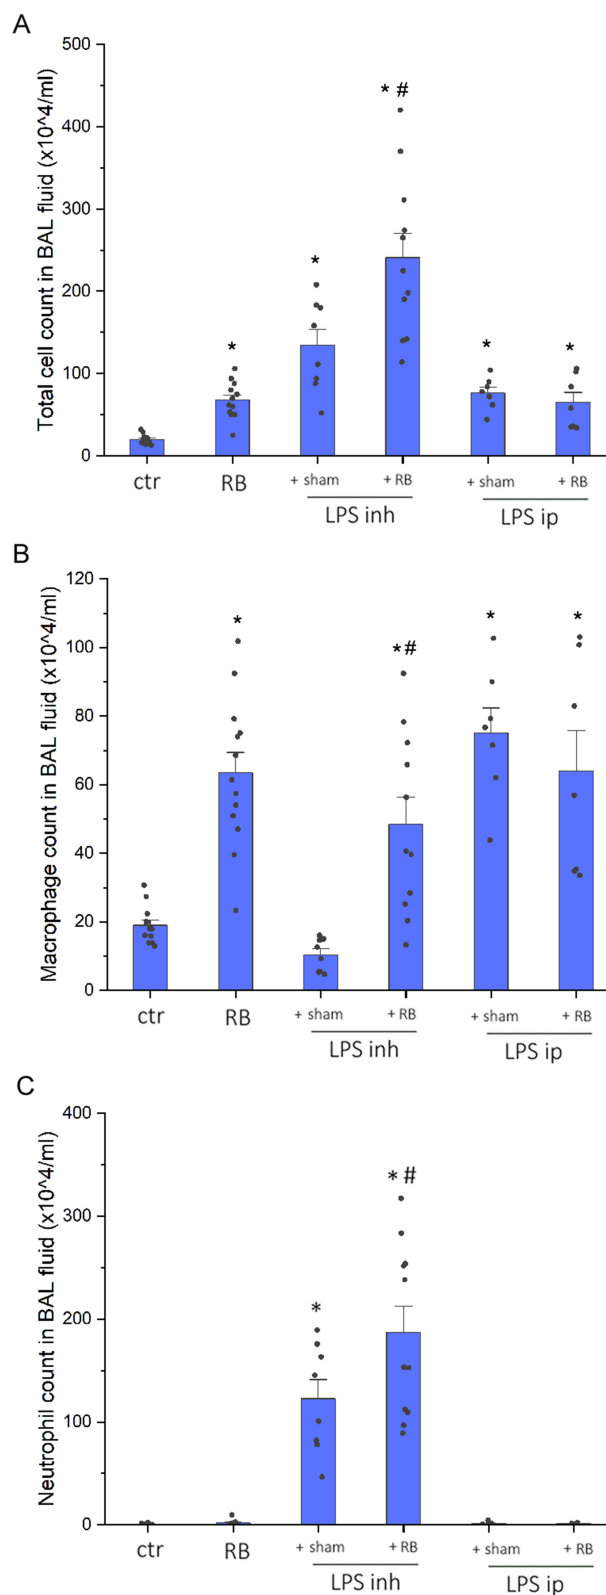 A
Total cell count in BAL fluid (x10^4/ml)
500
400
300
200
100
0
* * * # * *
ctr RB + sham + RB + sham + RB
LPS inh LPS ip
B
Macrophage count in BAL fluid (x10^4/ml)
120
100
80
60
40
20
0
* *# * *
ctr RB + sham + RB + sham + RB
LPS inh LPS ip
C
Neutrophil count in BAL fluid (x10^4/ml)
400
300
200
100
0
* * #
ctr RB + sham + RB + sham + RB
LPS inh LPS ip